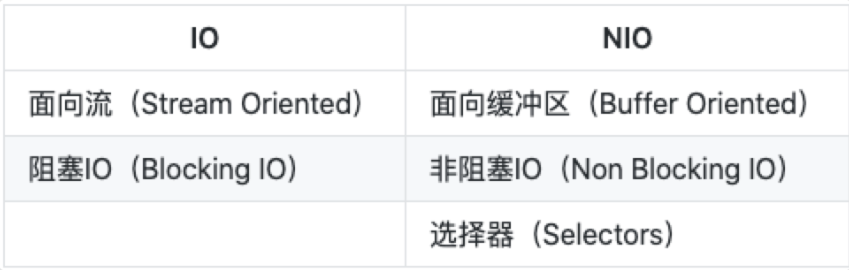 IO NIO
面向流（Stream Oriented） 面向缓冲区（Buffer Oriented）
阻塞IO（Blocking IO） 非阻塞IO（Non Blocking IO）
选择器（Selectors）